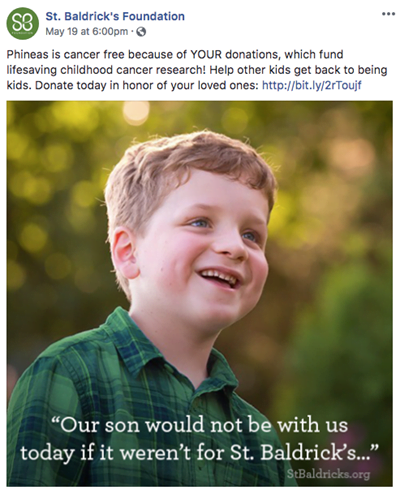 SB
St. Baldrick's Foundation
May 19 at 6:00pm ·
Phineas is cancer free because of YOUR donations, which fund
lifesaving childhood cancer research! Help other kids get back to being
kids. Donate today in honor of your loved ones: http://bit.ly/2rToujf
“Our son would not be with us
today if it weren’t for St. Baldrick’s...”
StBaldricks.org